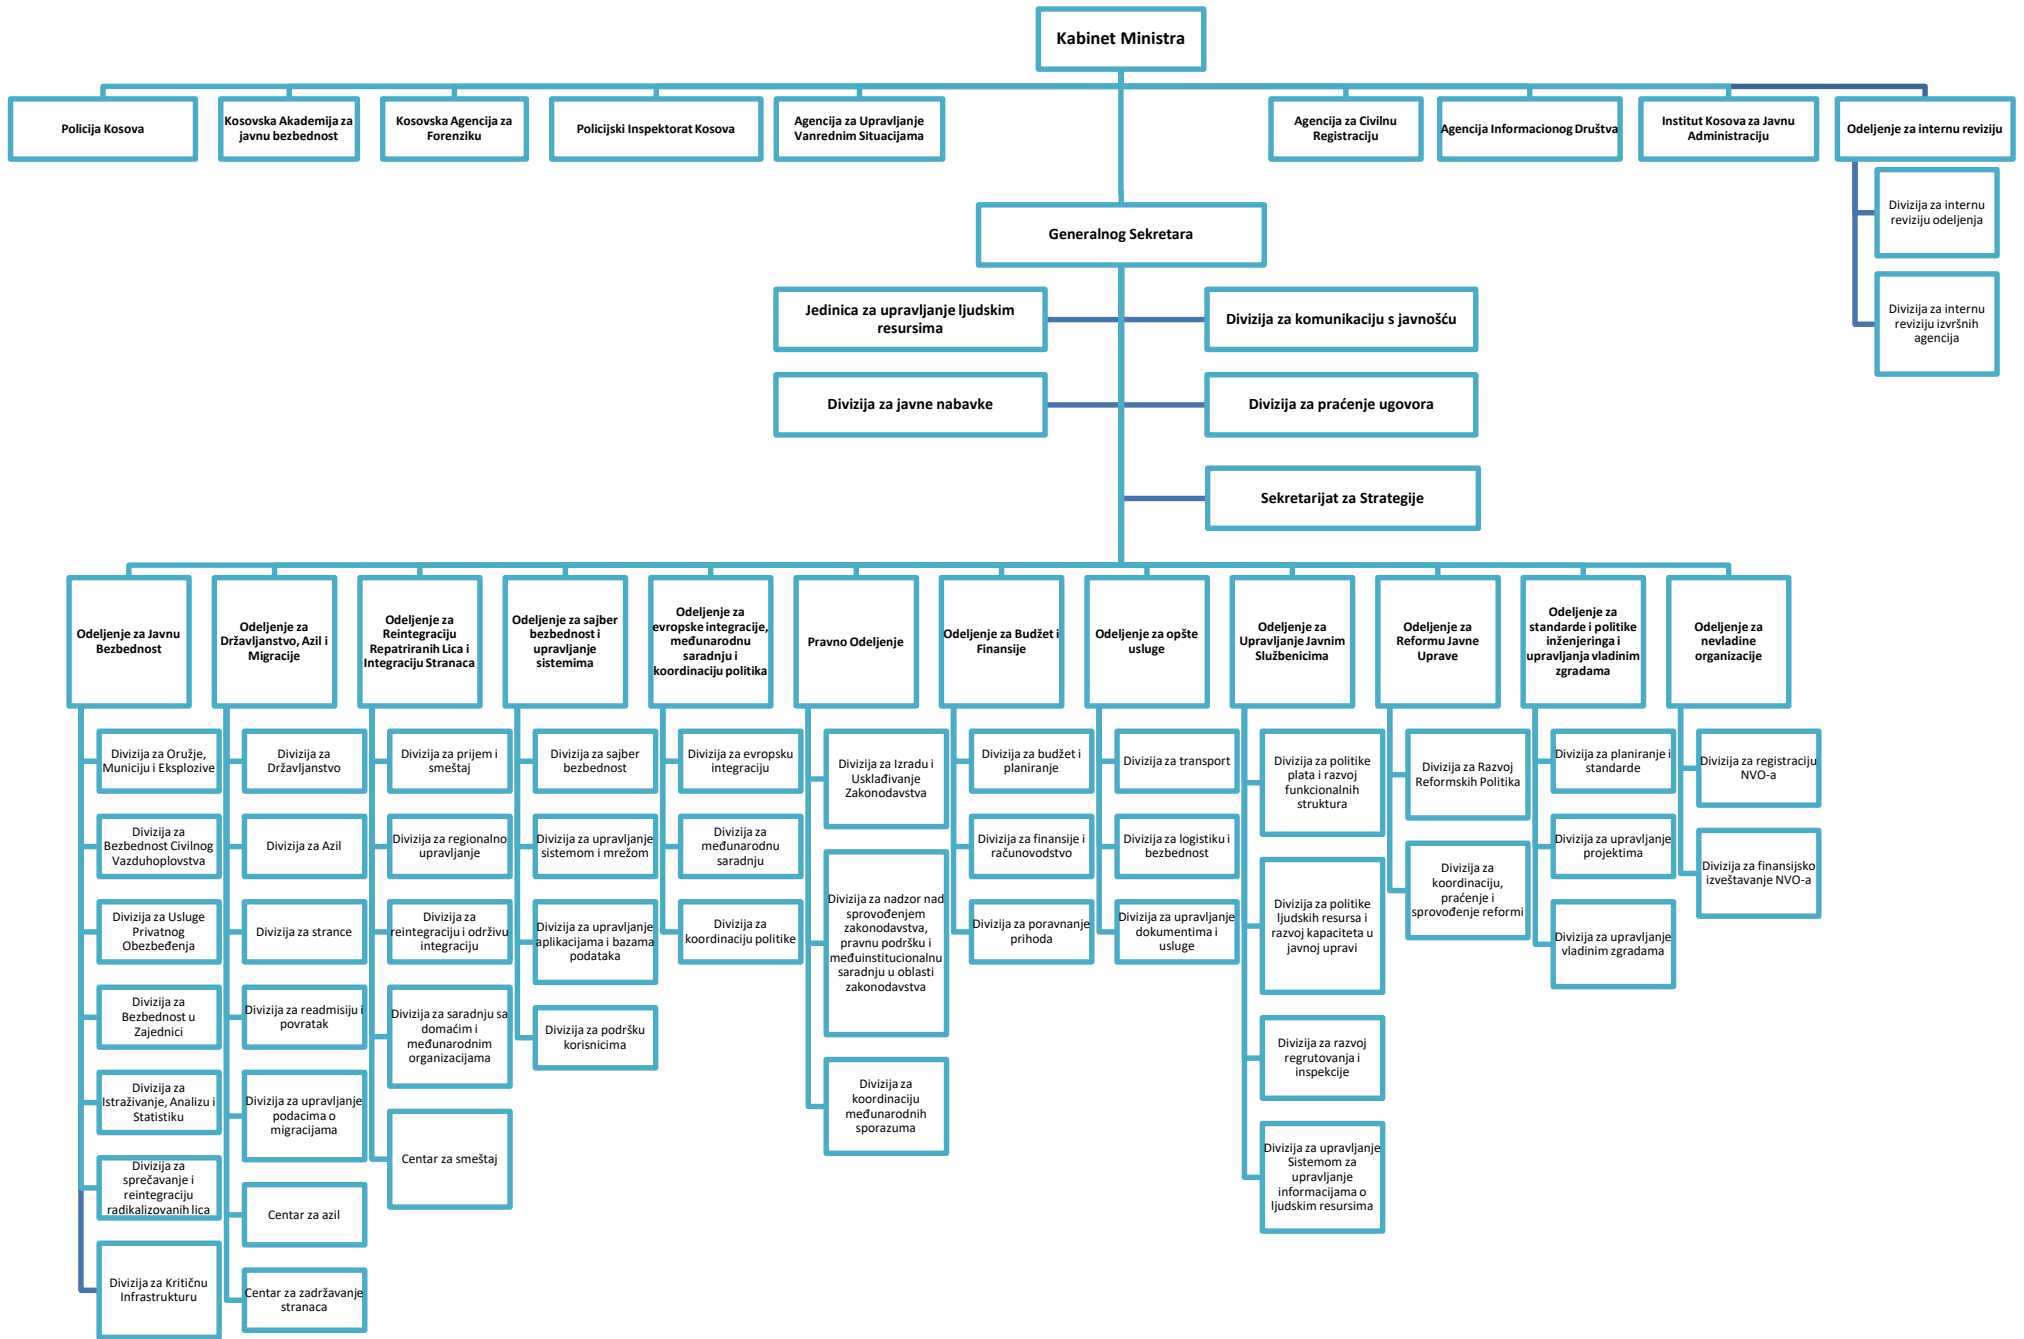 Kabinet Ministra
Policija Kosova
Kosovska Akademija za
javnu bezbednost
Kosovska Agencija za
Forenziku
Policijski Inspektorat Kosova
Agencija za Upravljanje
Vanrednim Situacijama
Agencija za Civilnu
Registraciju
Agencija Informacionog Društva
Institut Kosova za Javnu
Administraciju
Odeljenje za internu reviziju
Divizija za internu
reviziju odeljenja
Divizija za internu
reviziju izvršnih
agencija
Generalnog Sekretara
Jedinica za upravljanje ljudskim
resursima
Divizija za komunikaciju s javnošću
Divizija za javne nabavke
Divizija za praćenje ugovora
Sekretarijat za Strategije
Odeljenje za Javnu
Bezbednost
Divizija za Oružje,
Municiju i Eksplozive
Divizija za
Bezbednost Civilnog
Vazduhoplovstva
Divizija za Usluge
Privatnog
Obezbeđenja
Divizija za
Bezbednost u
Zajednici
Divizija za
Istraživanje, Analizu i
Statistiku
Divizija za
sprečavanje i
reintegraciju
radikalizovanih lica
Divizija za Kritičnu
Infrastrukturu
Odeljenje za
Državljanstvo, Azil i
Migracije
Divizija za
Državljanstvo
Divizija za Azil
Divizija za strance
Divizija za readmisiju i
povratak
Divizija za upravljanje
podacima o
migracijama
Centar za azil
Centar za zadržavanje
stranaca
Odeljenje za
Reintegraciju
Repatriranih Lica i
Integraciju Stranaca
Divizija za prijem i
smeštaj
Divizija za regionalno
upravljanje
Divizija za
reintegraciju i održivu
integraciju
Divizija za saradnju sa
domaćim i
međunarodnim
organizacijama
Centar za smeštaj
Odeljenje za sajber
bezbednost i
upravljanje
sistemima
Divizija za sajber
bezbednost
Divizija za upravljanje
sistemom i mrežom
Divizija za upravljanje
aplikacijama i bazama
podataka
Divizija za podršku
korisnicima
Odeljenje za
evropske integracije,
međunarodnu
saradnju i
koordinaciju politika
Divizija za evropsku
integraciju
Divizija za
međunarodnu
saradnju
Divizija za
koordinaciju politike
Pravno Odeljenje
Divizija za Izradu i
Usklađivanje
Zakonodavstva
Divizija za nadzor nad
sprovođenjem
zakonodavstva,
pravnu podršku i
međuinstitucionalnu
saradnju u oblasti
zakonodavstva
Divizija za
koordinaciju
međunarodnih
sporazuma
Odeljenje za Budžet i
Finansije
Divizija za budžet i
planiranje
Divizija za finansije i
računovodstvo
Divizija za poravnanje
prihoda
Odeljenje za opšte
usluge
Divizija za transport
Divizija za logistiku i
bezbednost
Divizija za upravljanje
dokumentima i
usluge
Odeljenje za
Upravljanje Javnim
Službenicima
Divizija za politike
plata i razvoj
funkcionalnih
struktura
Divizija za politike
ljudskih resursa i
razvoj kapaciteta u
javnoj upravi
Divizija za razvoj
regrutovanja i
inspekcije
Divizija za upravljanje
Sistemom za
upravljanje
informacijama o
ljudskim resursima
Odeljenje za
Reformu Javne
Uprave
Divizija za Razvoj
Reformskih Politika
Divizija za
koordinaciju,
praćenje i
sprovođenje reformi
Odeljenje za
standarde i politike
inženjeringa i
upravljanja vladinim
zgradama
Divizija za planiranje i
standarde
Divizija za upravljanje
projektima
Divizija za upravljanje
vladinim zgradama
Odeljenje za
nevladine
organizacije
Divizija za registraciju
NVO-a
Divizija za finansijsko
izveštavanje NVO-a